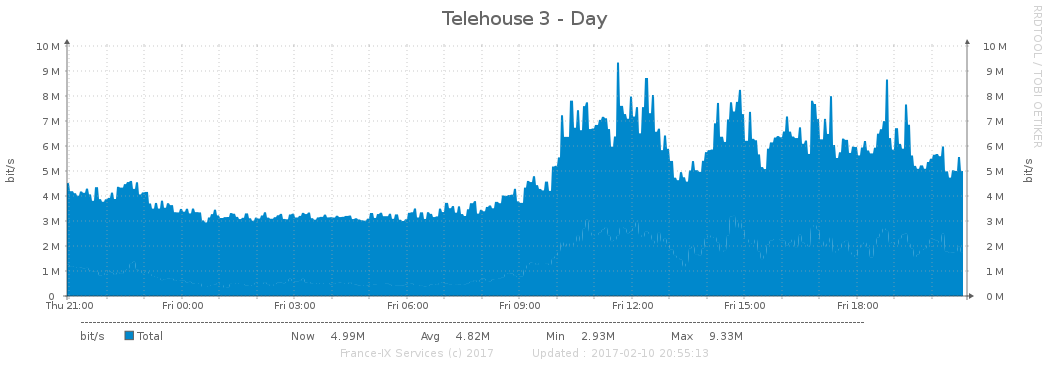 Telehouse 3 - Day
RRDTOOL / TOBI OETIKER
bit/s
10 M 10 M
9 M 9 M
8 M 8 M
7 M 7 M
6 M 6 M
5 M 5 M
4 M 4 M
3 M 3 M
2 M 2 M
1 M 1 M
0 0 M
bit/s
Thu 21:00 Fri 00:00 Fri 03:00 Fri 06:00 Fri 09:00 Fri 12:00 Fri 15:00 Fri 18:00
bit/s Total Now 4.99M Avg 4.82M Min 2.93M Max 9.33M
France-IX Services (c) 2017 Updated : 2017-02-10 20:55:13